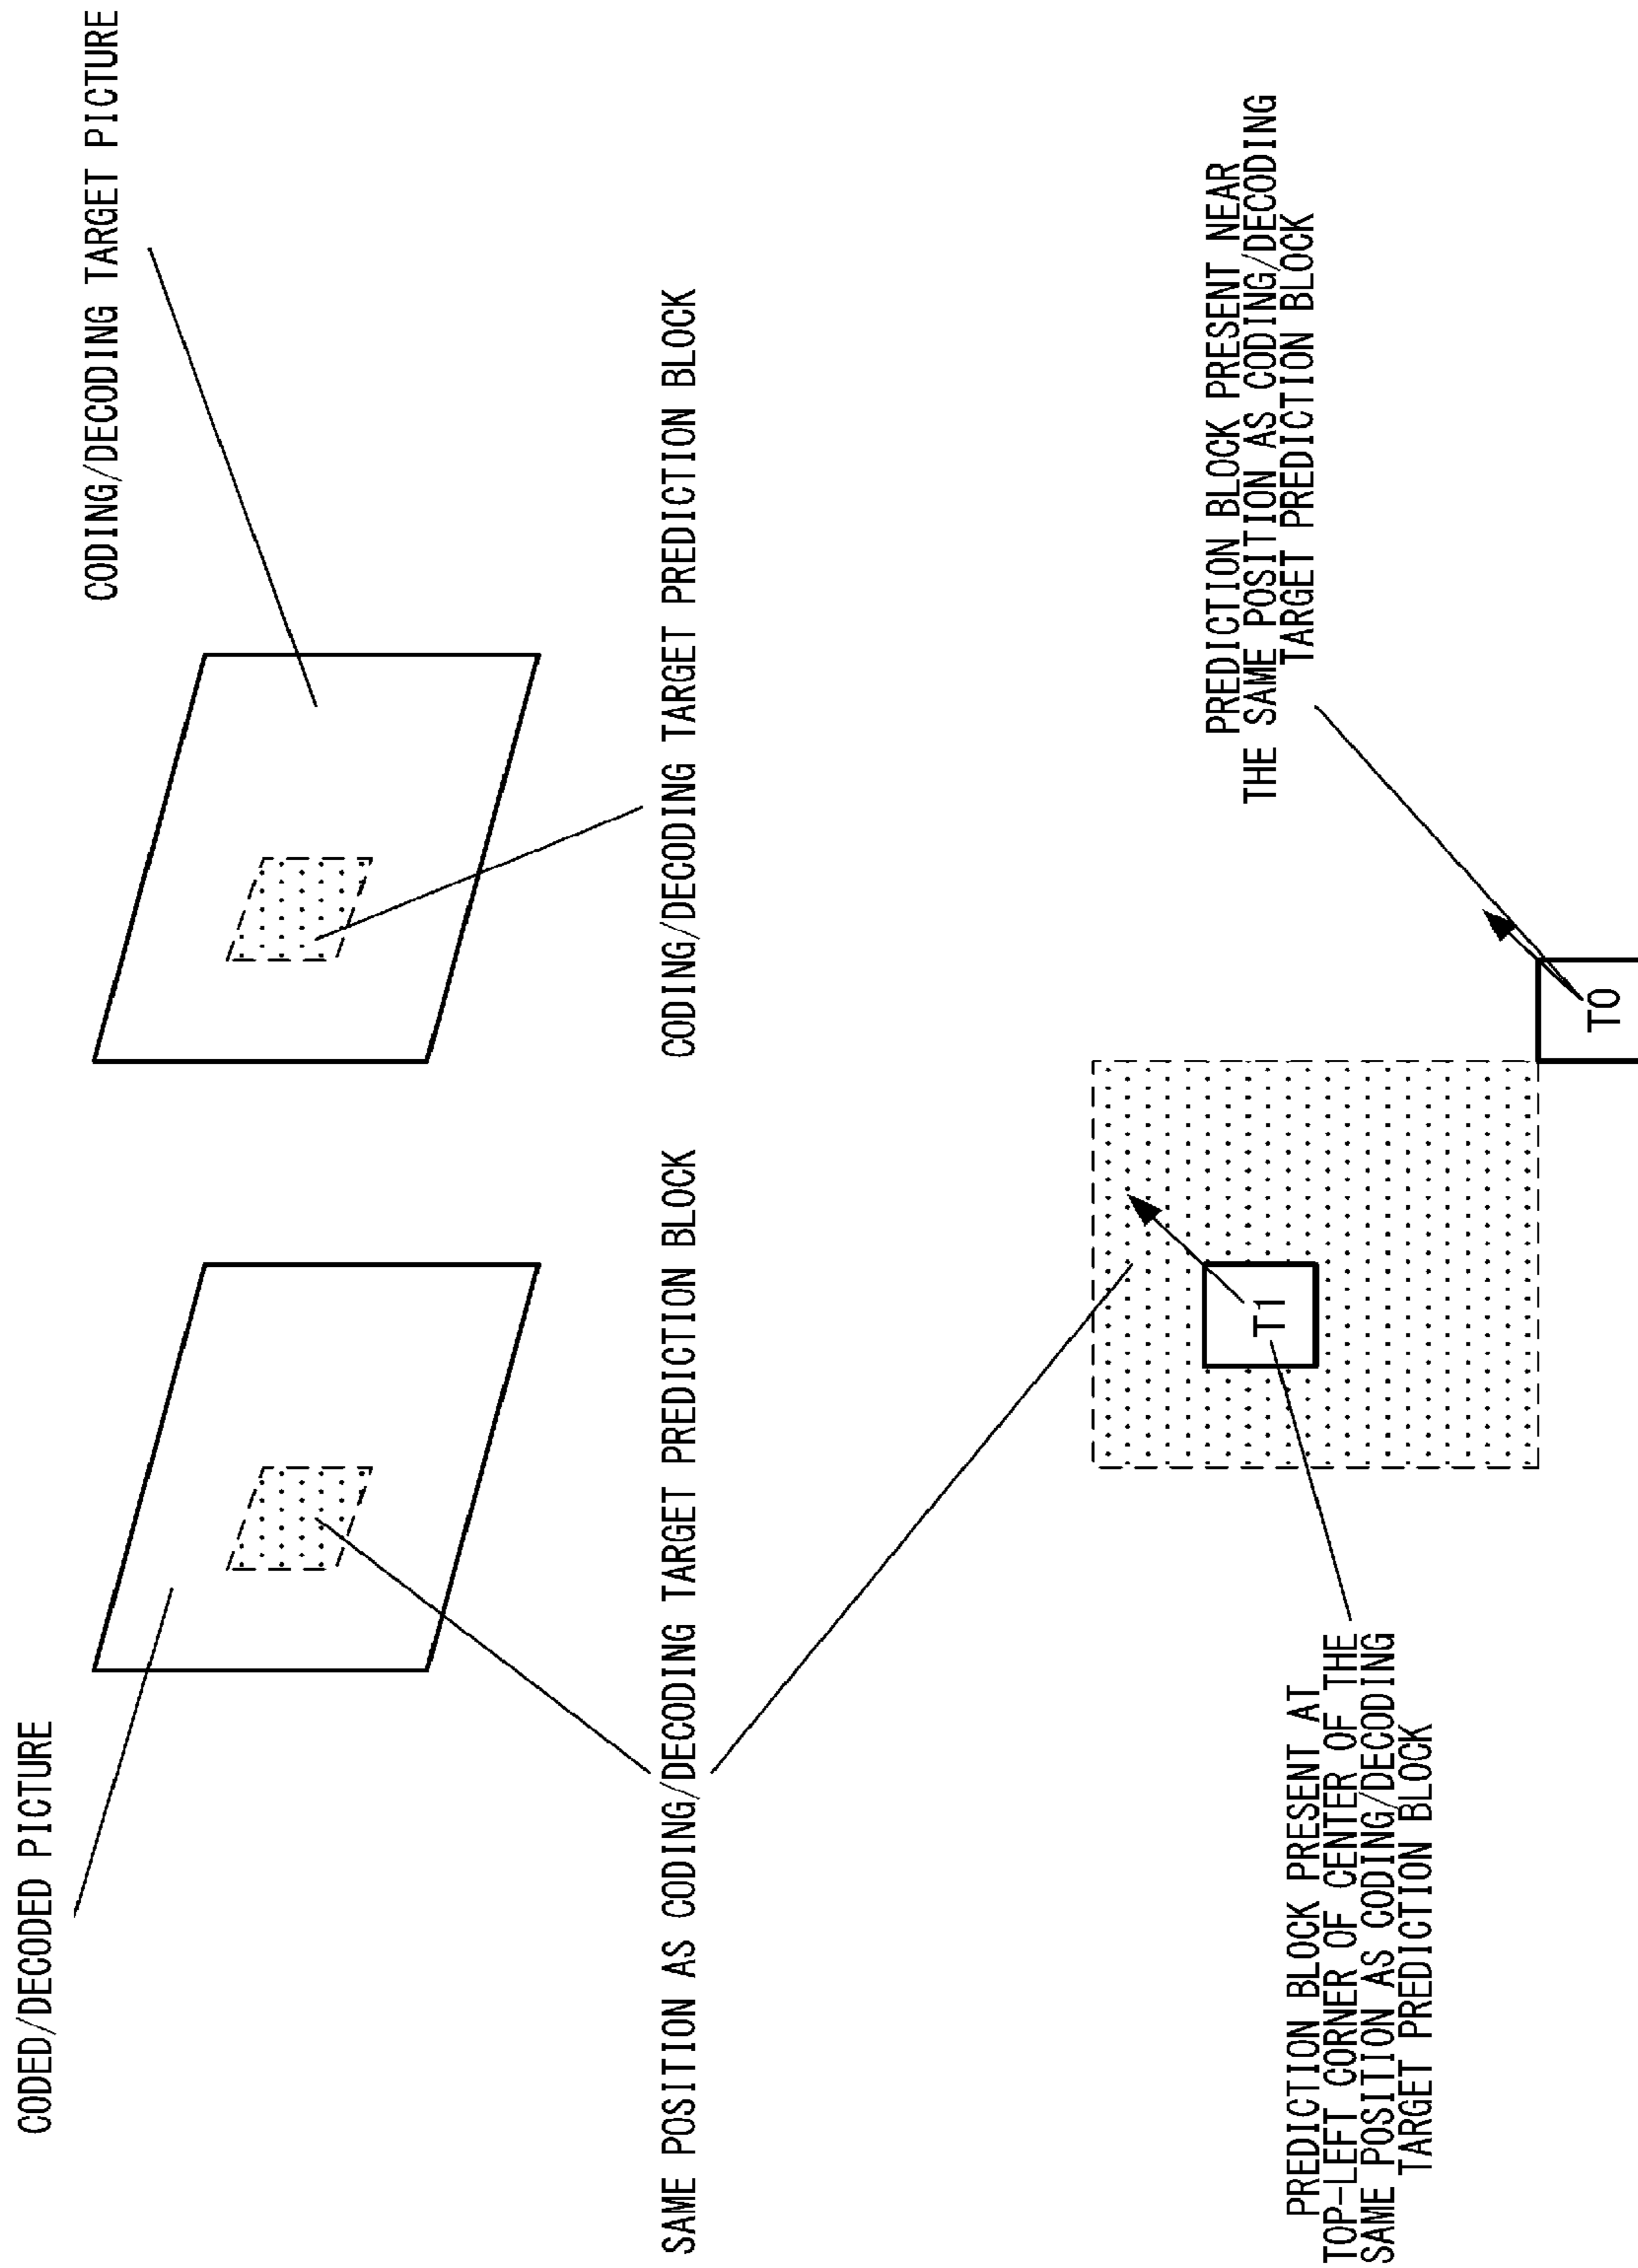 CODED/DECODED PICTURE
CODING/DECODING TARGET PICTURE
SAME POSITION AS CODING/DECODING TARGET PREDICTION BLOCK
CODING/DECODING TARGET PREDICTION BLOCK
PREDICTION BLOCK PRESENT NEAR
THE SAME POSITION AS CODING/DECODING
TARGET PREDICTION BLOCK
T1
PREDICTION BLOCK PRESENT AT
TOP-LEFT CORNER OF CENTER OF THE
SAME POSITION AS CODING/DECODING
TARGET PREDICTION BLOCK
T0